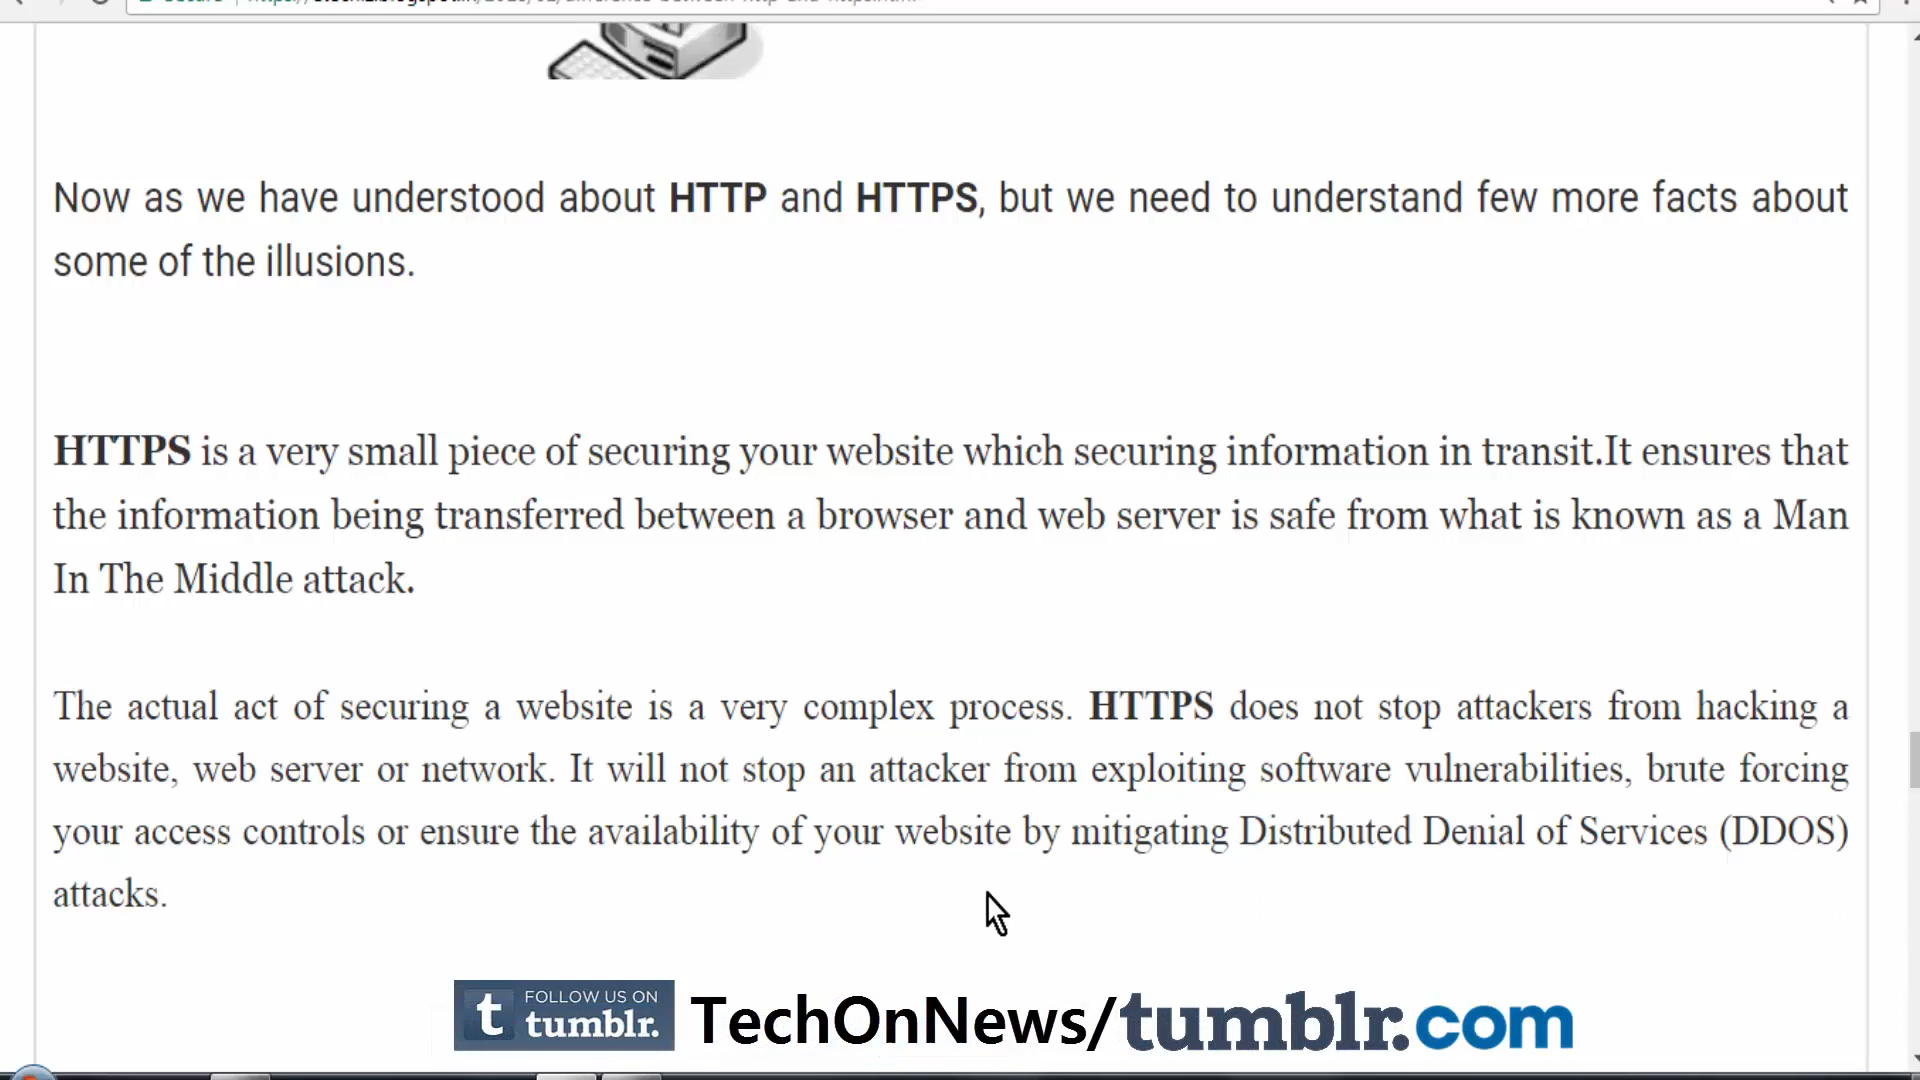 Now as we have understood about HTTP and HTTPS, but we need to understand few more facts about
some of the illusions.
HTTPS is a very small piece of securing your website which securing information in transit.It ensures that
the information being transferred between a browser and web server is safe from what is known as a Man
In The Middle attack.
The actual act of securing a website is a very complex process. HTTPS does not stop attackers from hacking a
website, web server or network. It will not stop an attacker from exploiting software vulnerabilities, brute forcing
your access controls or ensure the availability of your website by mitigating Distributed Denial of Services (DDOS)
attacks.
t FOLLOW US ON
tumblr.
TechOnNews/tumblr.com